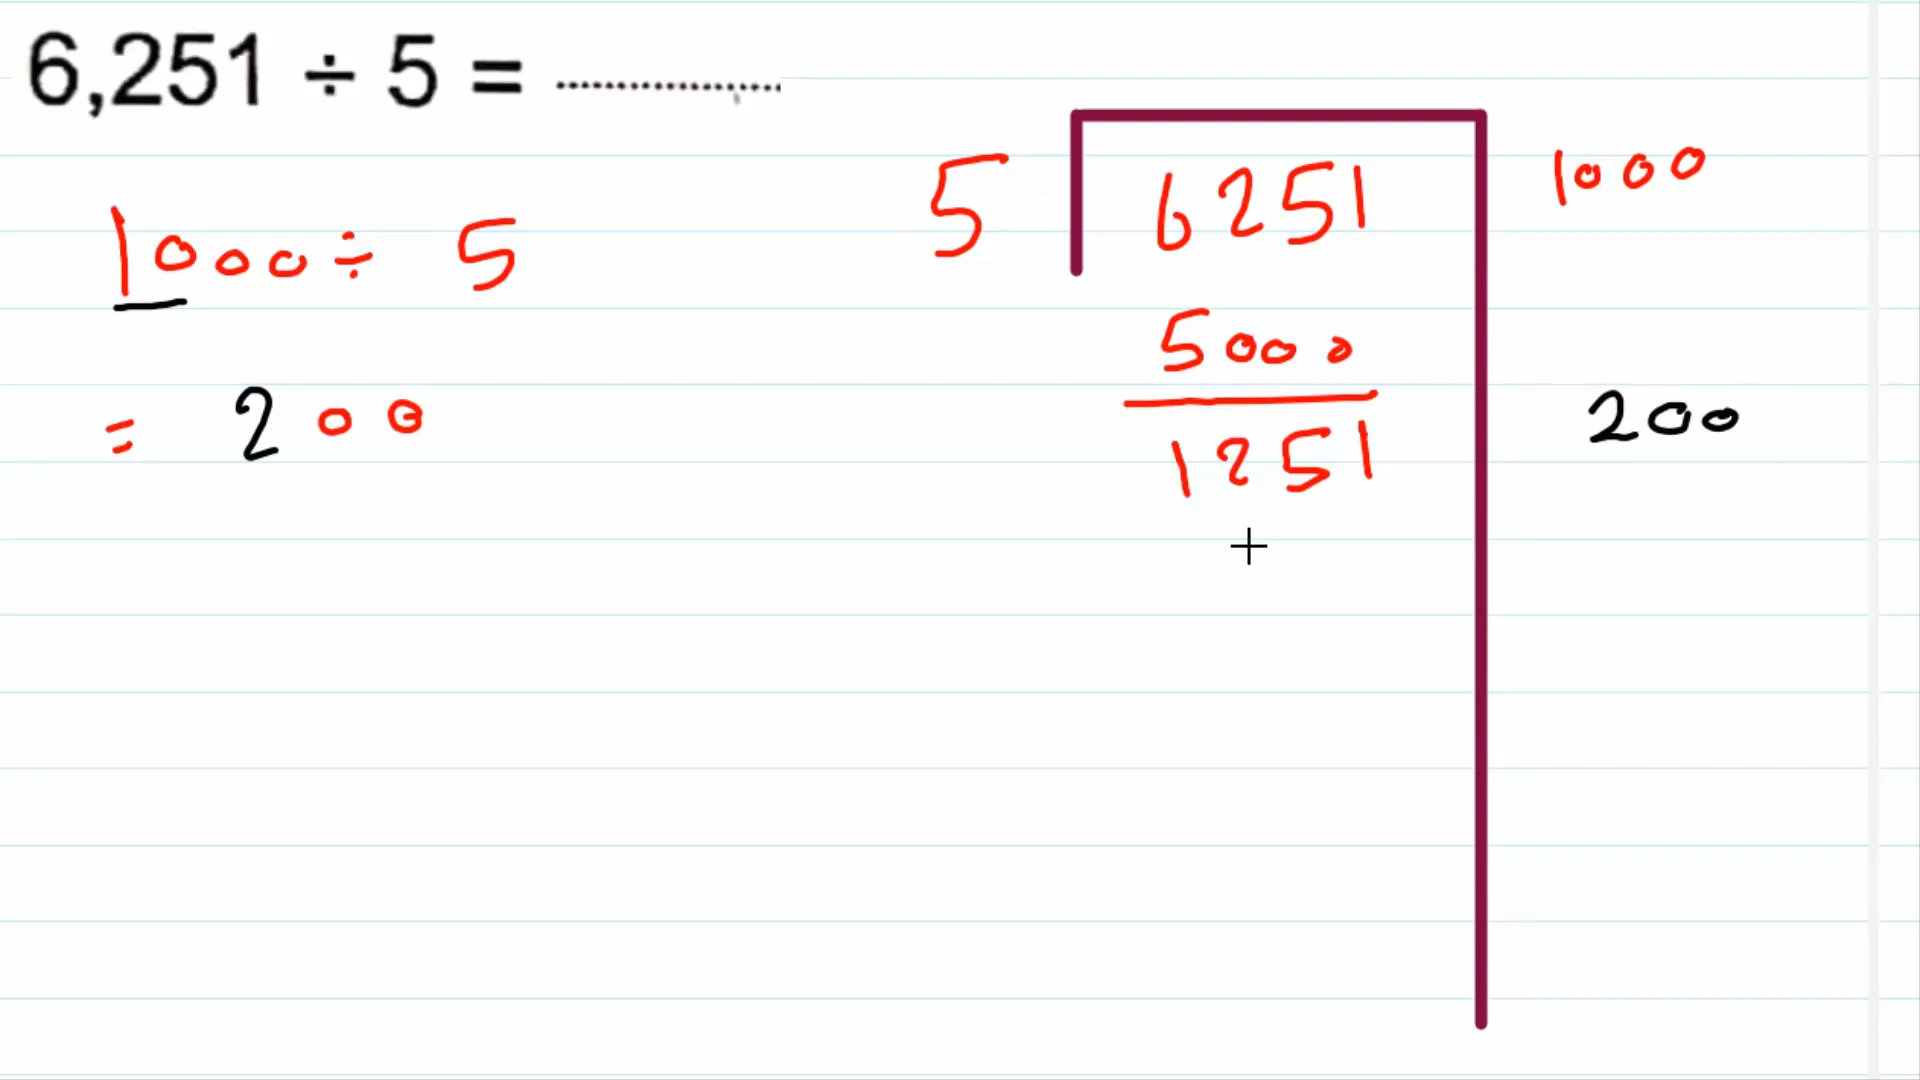 6,251 ÷ 5 = ....................
1000 ÷ 5
= 200
5 6251 1000
5000
1251 200